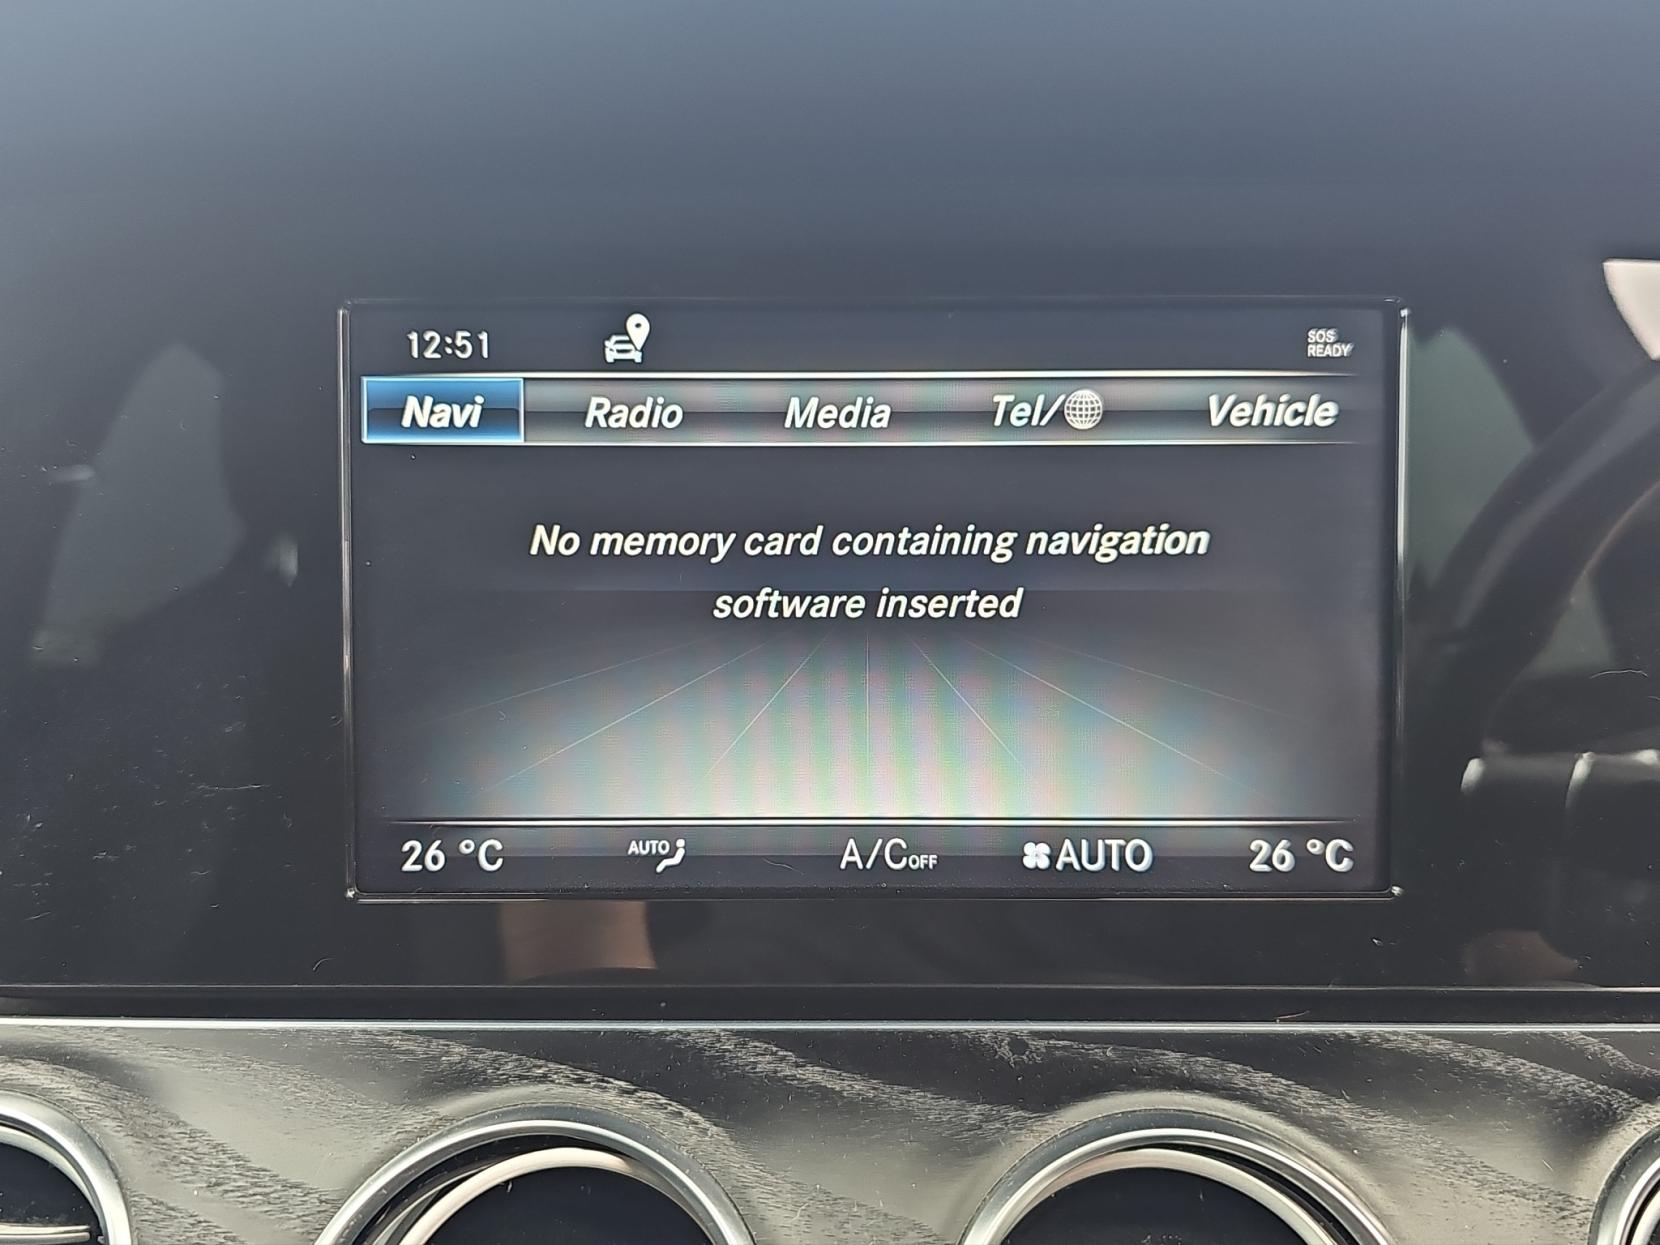 12:51
SOS
READY
Navi Radio Media Tel/ Vehicle
No memory card containing navigation
software inserted
26 °C AUTO A/C OFF AUTO 26 °C